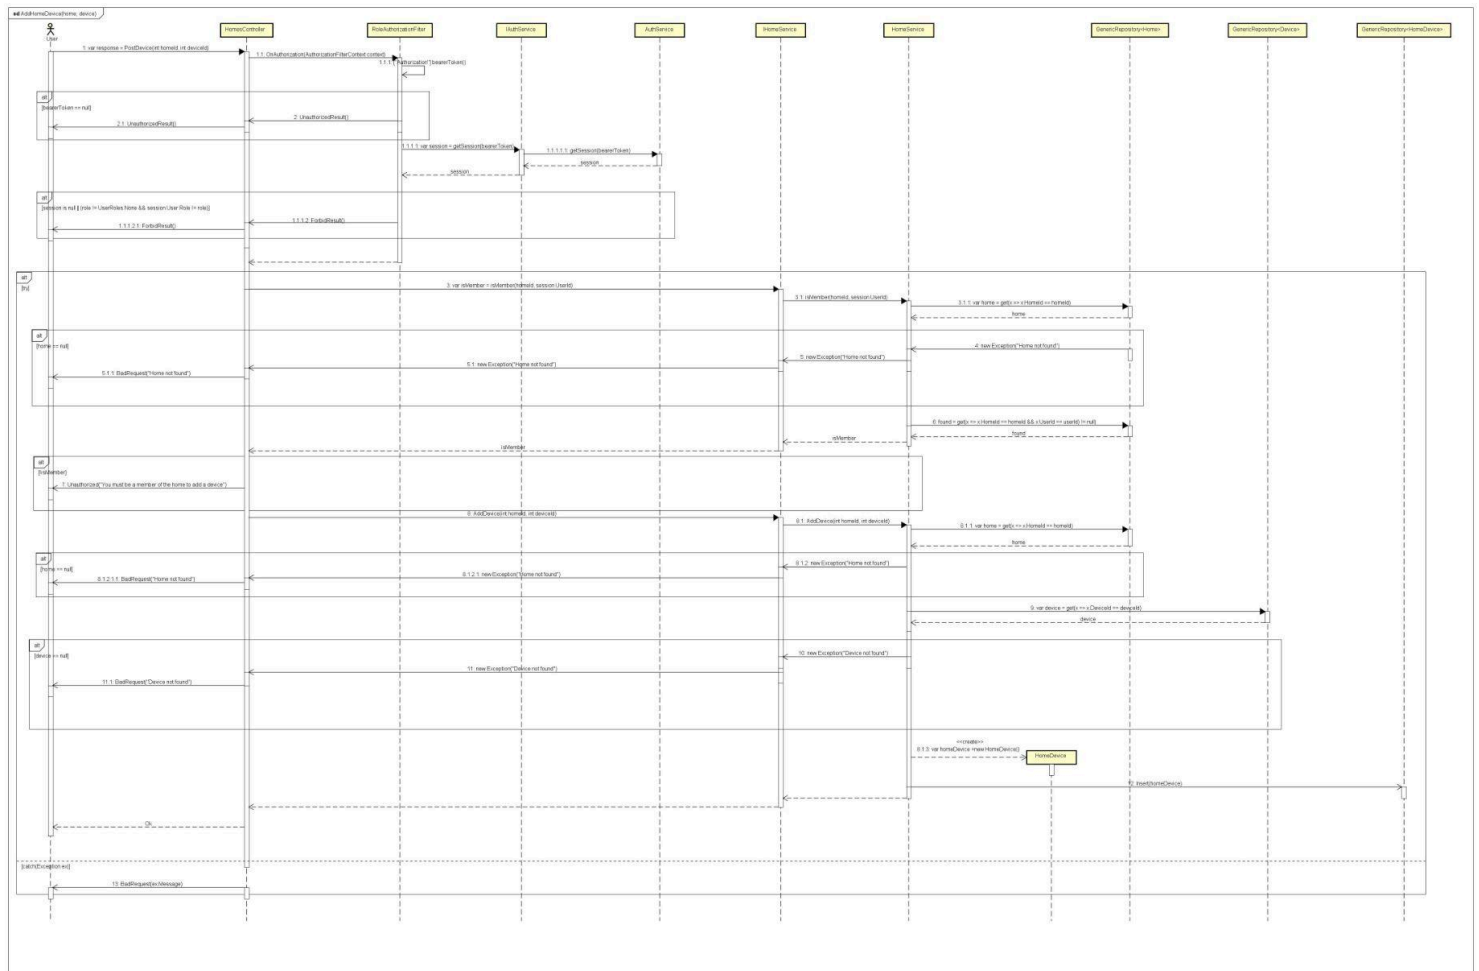 sd AddHomeDevice(home, device)
User
HomesController
RoleAuthorizationFilter
IAuthService
AuthService
HomeService
HomeService
GenericRepository<Home>
GenericRepository<Device>
GenericRepository<HomeDevice>
1: var response = PostDevice(int homeId, int deviceId)
1.1: OnAuthorization(AuthorizationFilterContext context)
alt
[bearerToken == null]
2: UnauthorizedResult()
2.1: UnauthorizedResult()
1.1.1.1: var session = getSession(bearerToken)
1.1.1.1.1: getSession(bearerToken)
session
session
alt
[session is null || (role != UserRoles.None && session.User.Role != role)]
1.1.1.2: ForbidResult()
1.1.1.2.1: ForbidResult()
alt
[try]
3: var isMember = isMember(homeId, session.UserId)
3.1: isMember(homeId, session.UserId)
3.1.1: var home = get(x => x.HomeId == homeId)
home
alt
[home == null]
4: new Exception("Home not found")
5: new Exception("Home not found")
5.1: new Exception("Home not found")
5.1.1: BadRequest("Home not found")
6: found = get(x => x.HomeId == homeId && x.UserId == userId) != null
found
isMember
isMember
alt
[!isMember]
7: Unauthorized("You must be a member of the home to add a device")
8: AddDevice(int homeId, int deviceId)
8.1: AddDevice(int homeId, int deviceId)
8.1.1: var home = get(x => x.HomeId == homeId)
home
alt
[home == null]
8.1.2: new Exception("Home not found")
8.1.2.1: new Exception("Home not found")
8.1.2.1.1: BadRequest("Home not found")
9: var device = get(x => x.DeviceId == deviceId)
device
alt
[device == null]
10: new Exception("Device not found")
11: new Exception("Device not found")
11.1: BadRequest("Device not found")
<<create>>
8.1.3: var homeDevice = new HomeDevice()
HomeDevice
12: Insert(homeDevice)
Ok
[catch(Exception ex)]
13: BadRequest(ex.Message)